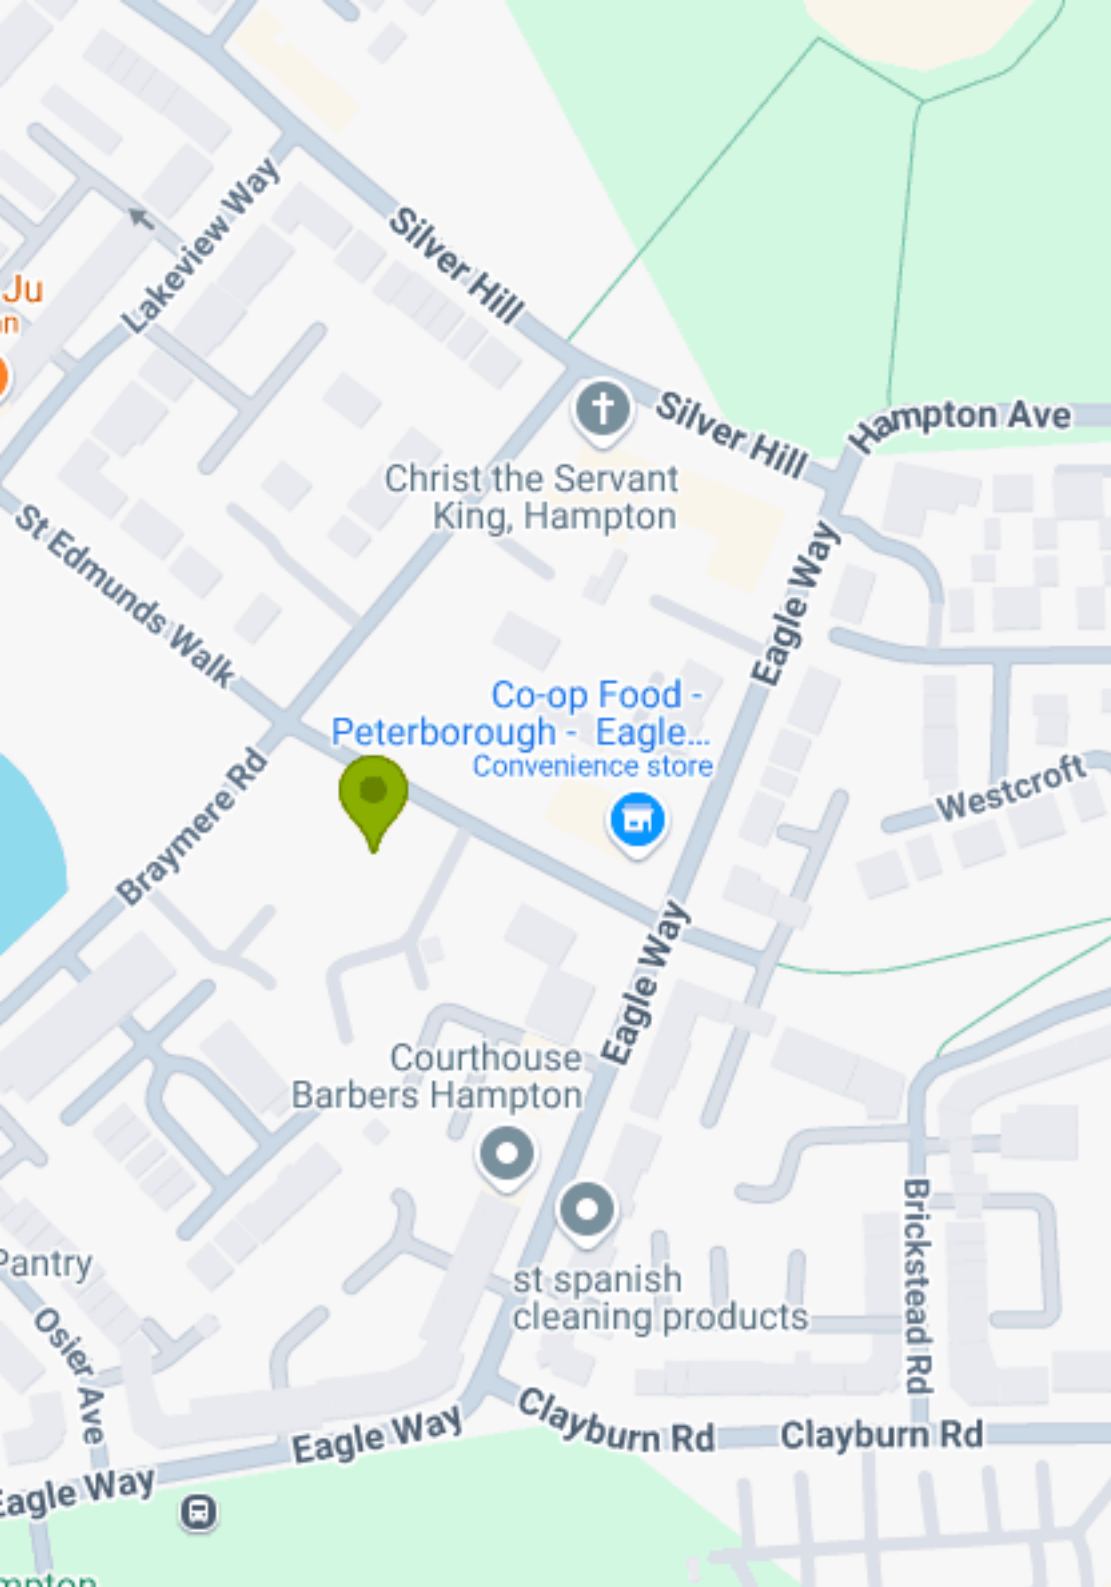 Lakeview Way
Silver Hill
Ju
Silver Hill
Hampton Ave
Christ the Servant
King, Hampton
St Edmunds Walk
Eagle Way
Co-op Food -
Peterborough - Eagle...
Convenience store
Westcroft
Braymere Rd
Eagle Way
Courthouse
Barbers Hampton
Brickstead Rd
Pantry
st spanish
cleaning products
Osier Ave
Clayburn Rd
Clayburn Rd
Eagle Way
Eagle Way